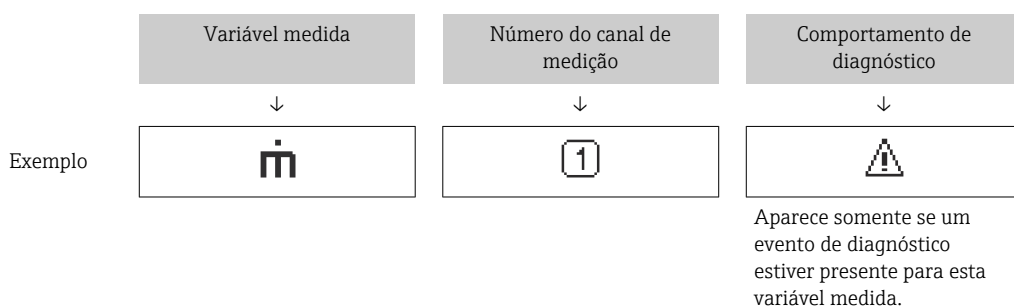 Variável medida
Número do canal de
medição
Comportamento de
diagnóstico
↓ ↓ ↓
Exemplo
ṁ
1
⚠
Aparece somente se um
evento de diagnóstico
estiver presente para esta
variável medida.